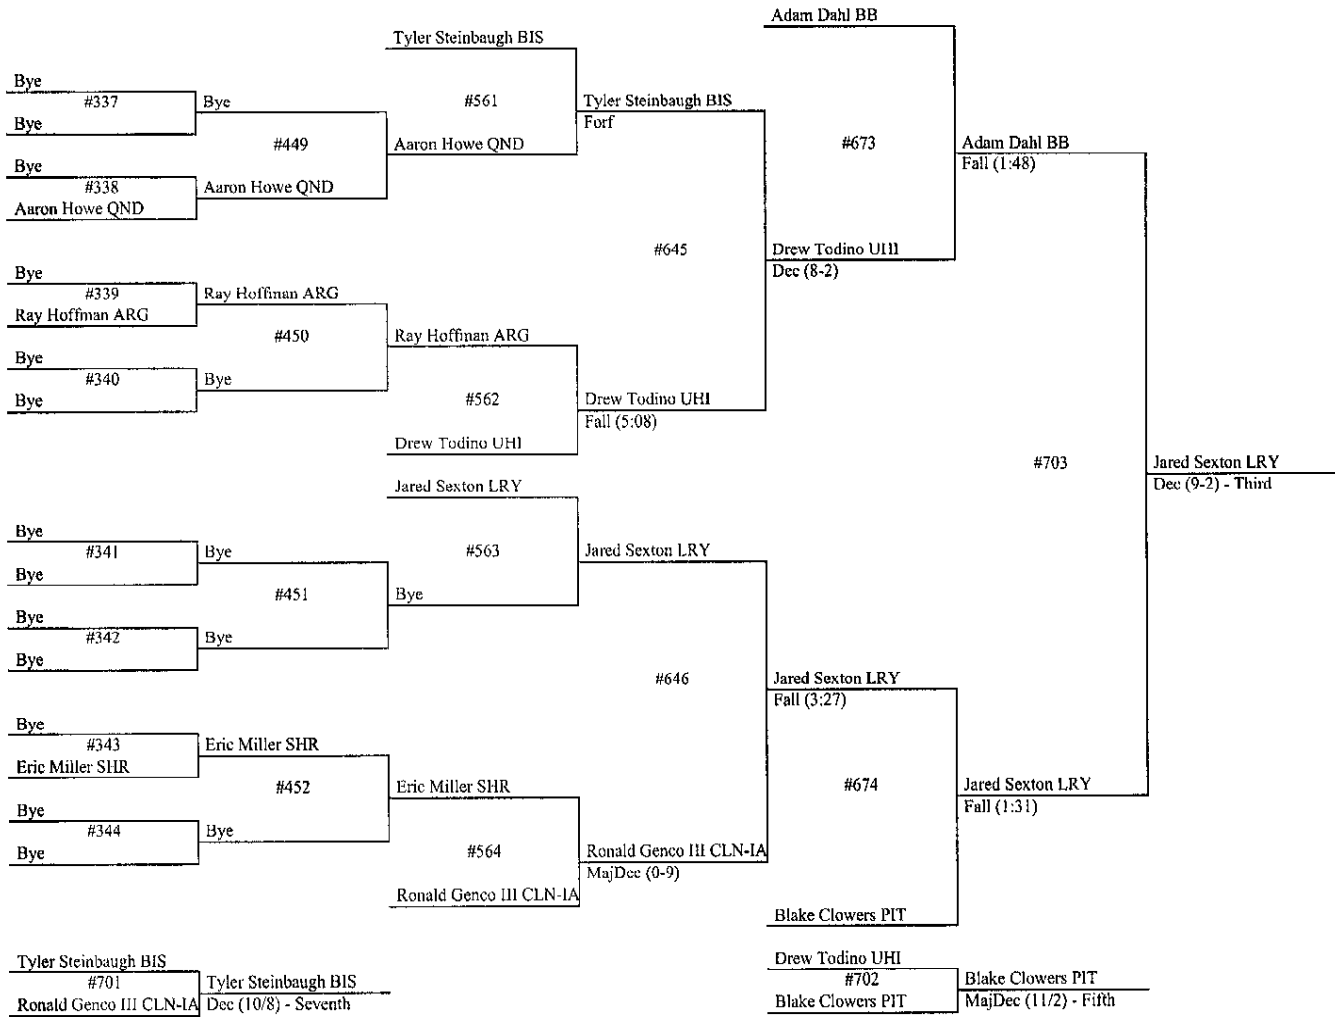 Adam Dahl BB
Tyler Steinbaugh BIS
Bye
#337
Bye
Bye
#561
Tyler Steinbaugh BIS
Forf
#449
Aaron Howe QND
#673
Adam Dahl BB
Fall (1:48)
Bye
#338
Aaron Howe QND
Aaron Howe QND
#645
Drew Todino UHI
Dec (8-2)
Bye
#339
Ray Hoffman ARG
Ray Hoffman ARG
#450
Ray Hoffman ARG
Bye
#340
Bye
Bye
#562
Drew Todino UHI
Fall (5:08)
Drew Todino UHI
#703
Jared Sexton LRY
Dec (9-2) - Third
Jared Sexton LRY
Bye
#341
Bye
Bye
#563
Jared Sexton LRY
#451
Bye
Bye
#342
Bye
Bye
#646
Jared Sexton LRY
Fall (3:27)
Bye
#343
Eric Miller SHR
Eric Miller SHR
#452
Eric Miller SHR
#674
Jared Sexton LRY
Fall (1:31)
Bye
#344
Bye
Bye
#564
Ronald Genco III CLN-IA
MajDec (0-9)
Ronald Genco III CLN-IA
Blake Clowers PIT
Tyler Steinbaugh BIS
#701
Ronald Genco III CLN-IA
Tyler Steinbaugh BIS
Dec (10/8) - Seventh
Drew Todino UHI
#702
Blake Clowers PIT
Blake Clowers PIT
MajDec (11/2) - Fifth